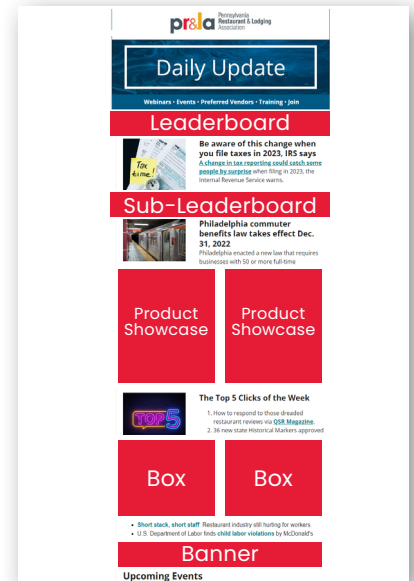 pr&la Pennsylvania
Restaurant & Lodging
Association
Daily Update
Webinars • Events • Preferred Vendors • Training • Join
Leaderboard
Tax
time!
Be aware of this change when
you file taxes in 2023, IRS says
A change in tax reporting could catch some
people by surprise when filing in 2023, the
Internal Revenue Service warns.
Sub-Leaderboard
Philadelphia commuter
benefits law takes effect Dec.
31, 2022
Philadelphia enacted a new law that requires
businesses with 50 or more full-time
Product
Showcase
Product
Showcase
TOP 5
The Top 5 Clicks of the Week
1. How to respond to those dreaded
restaurant reviews via QSR Magazine.
2. 36 new state Historical Markers approved
Box
Box
• Short stack, short staff Restaurant industry still hurting for workers
• U.S. Department of Labor finds child labor violations by McDonald's
Banner
Upcoming Events